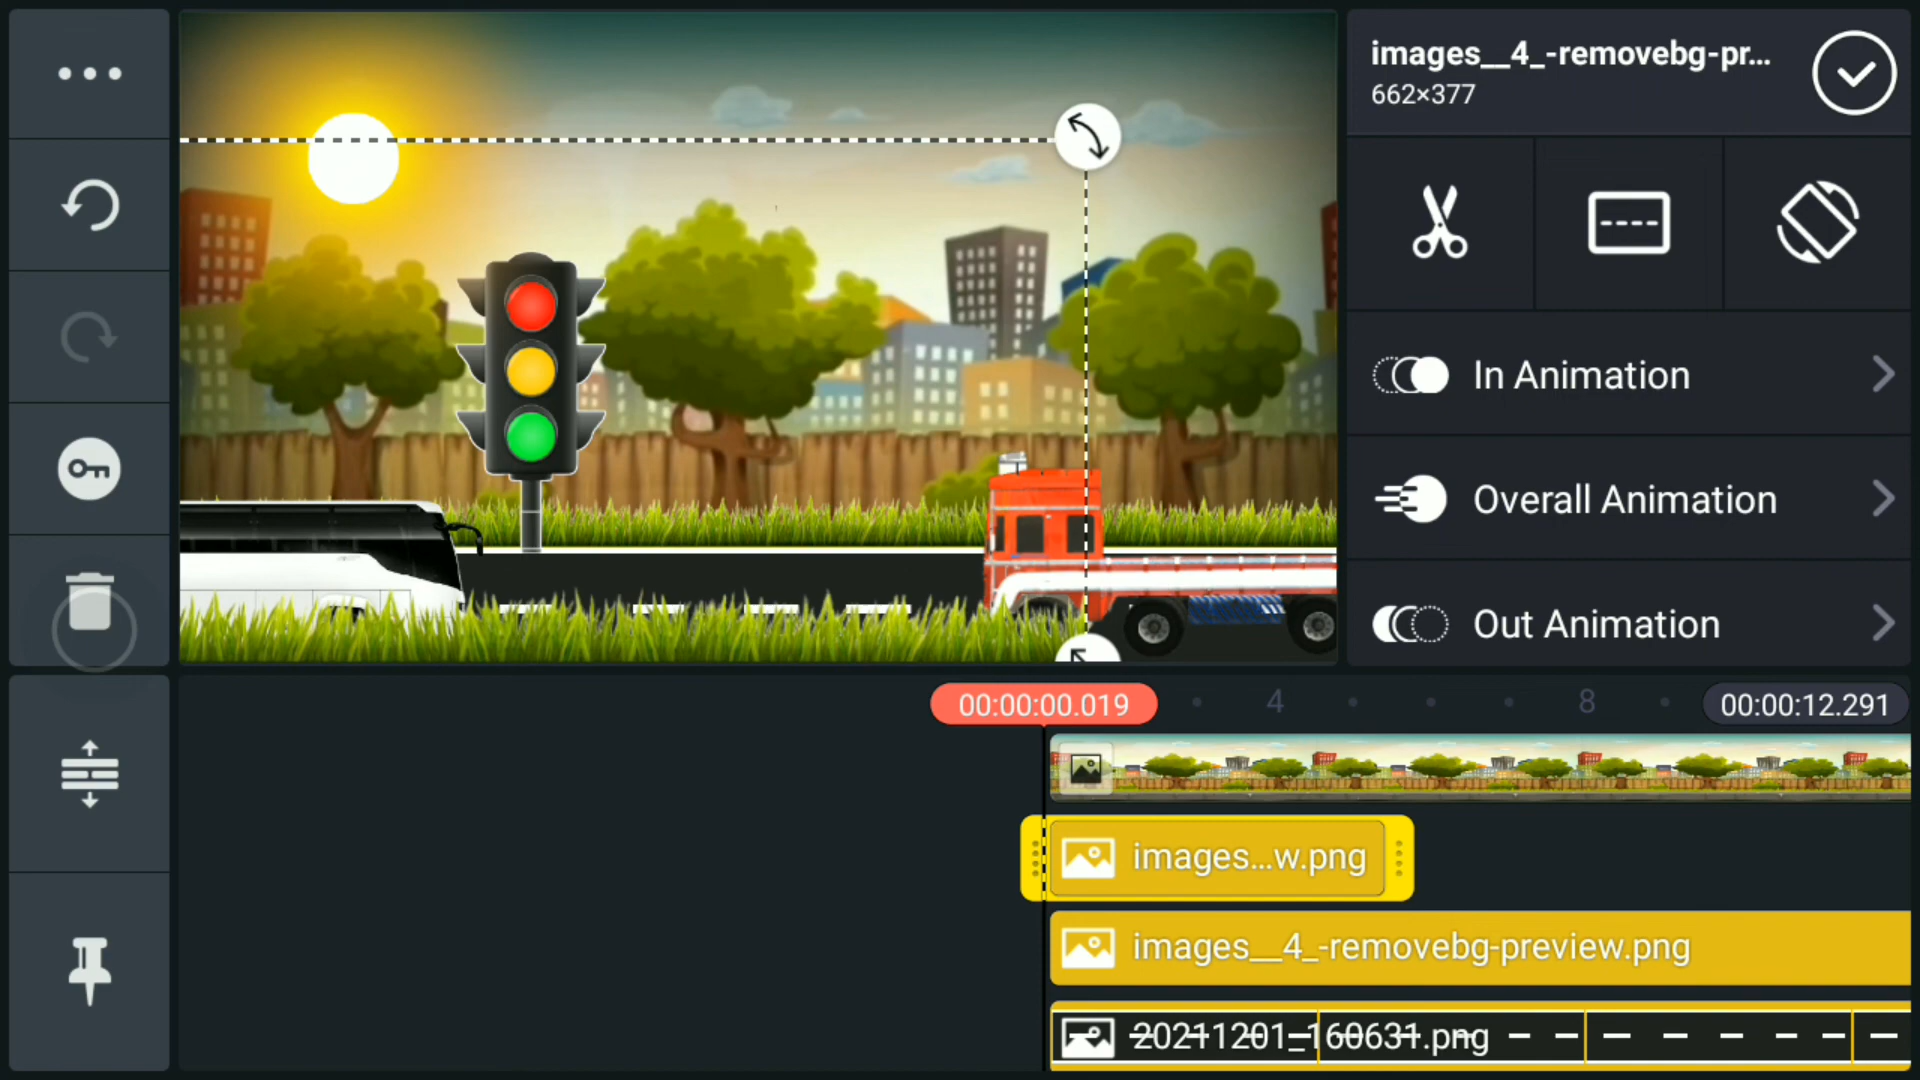 images__4_-removebg-pr...
662×377
In Animation
Overall Animation
Out Animation
00:00:00.019
4
8
00:00:12.291
images...w.png
images__4_-removebg-preview.png
20211201_160631.png